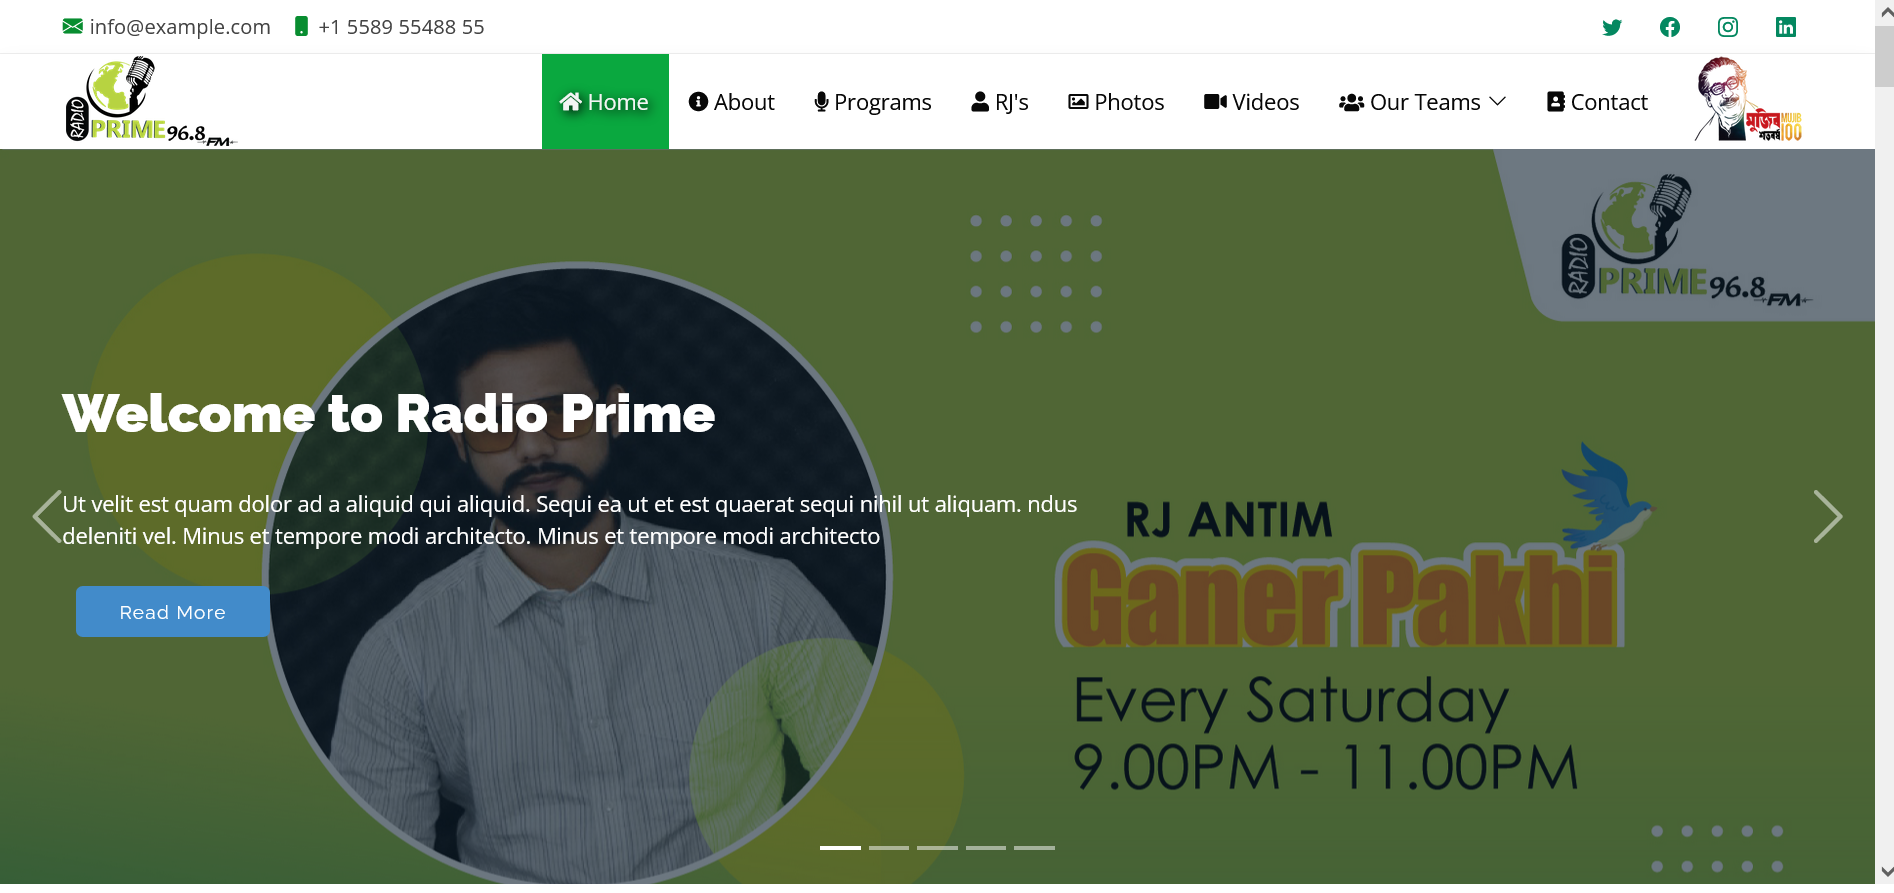 info@example.com +1 5589 55488 55
RADIO PRIME 96.8 FM
Home About Programs RJ's Photos Videos Our Teams Contact
মুজিব শতবর্ষ MUJIB 100
RADIO PRIME 96.8 FM
Welcome to Radio Prime
Ut velit est quam dolor ad a aliquid qui aliquid. Sequi ea ut et est quaerat sequi nihil ut aliquam. ndus
deleniti vel. Minus et tempore modi architecto. Minus et tempore modi architecto
Read More
RJ ANTIM
Ganer Pakhi
Every Saturday
9.00PM - 11.00PM